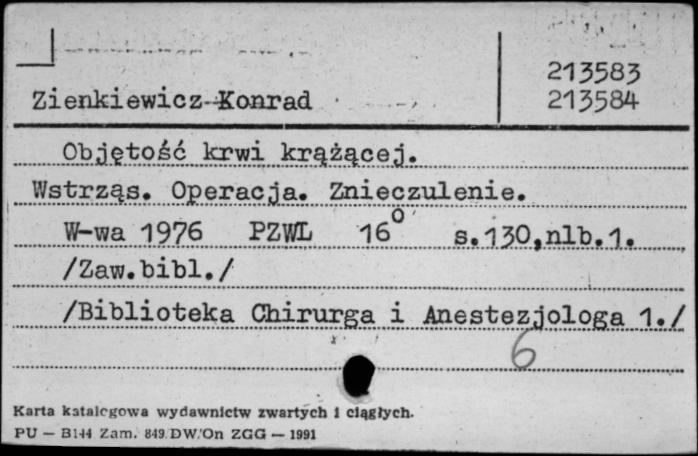 213583
Zienkiewicz Konrad 213584
Objętość krwi krążącej.
Wstrząs. Operacja. Znieczulenie.
W-wa 1976 PZWL 16° s.130,nlb.1.
/Zaw.bibl./
/Biblioteka Chirurga i Anestezjologa 1./
6
Karta katalogowa wydawnictw zwartych i ciągłych.
PU — B144 Zam. 849 DW/On ZGG — 1991